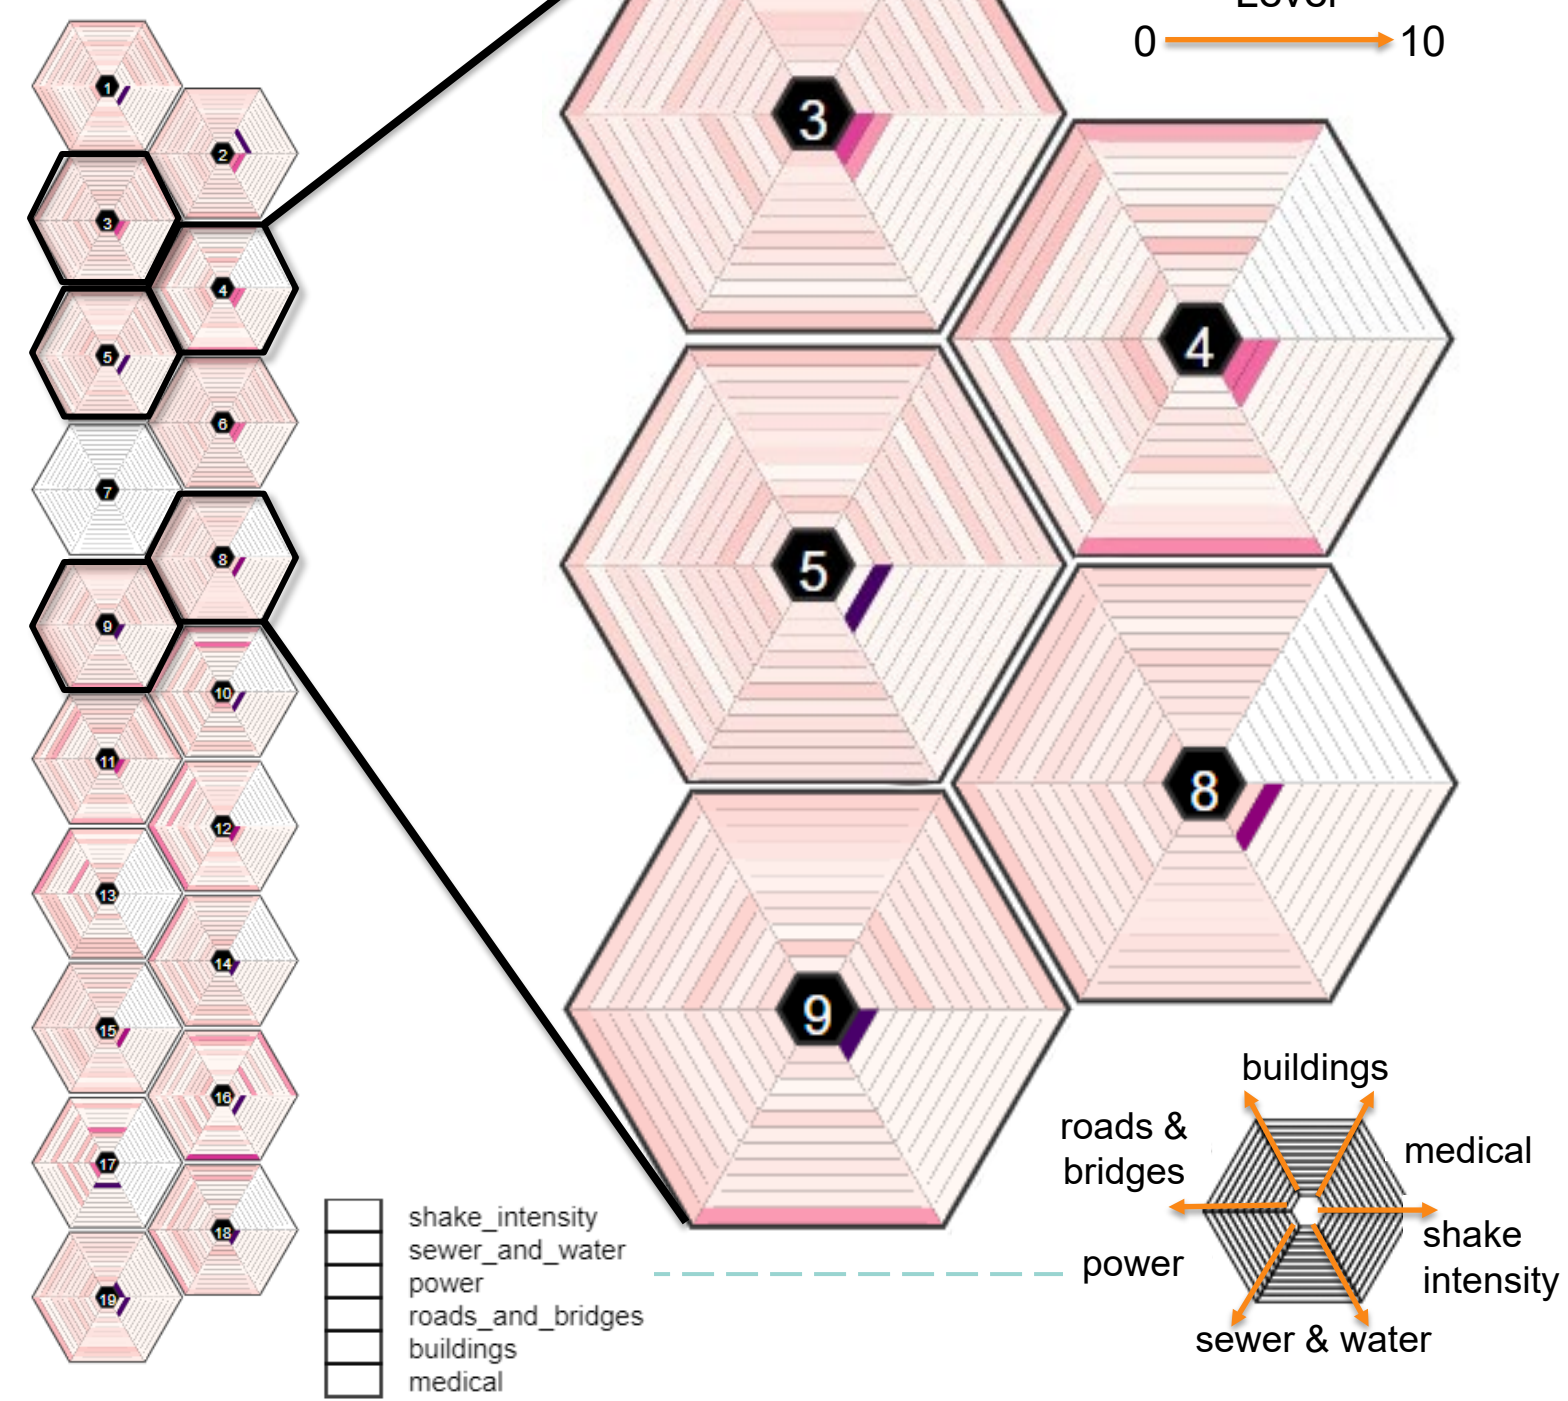 Level
0
10
1
2
3
4
5
6
7
8
9
10
11
12
13
14
15
16
17
18
19
3
4
5
8
9
shake_intensity
sewer_and_water
power
roads_and_bridges
buildings
medical
buildings
roads &
bridges
medical
shake
intensity
power
sewer & water